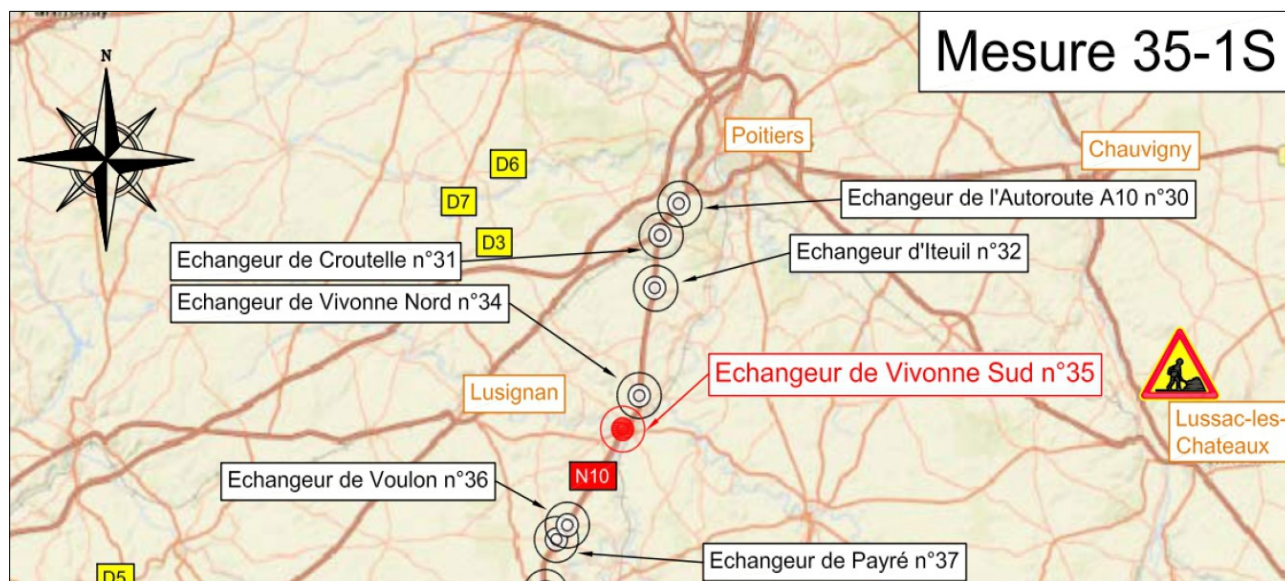 Mesure 35-1S
N
Poitiers
Chauvigny
D6
D7
Echangeur de l'Autoroute A10 n°30
D3
Echangeur de Croutelle n°31
Echangeur d'Iteuil n°32
Echangeur de Vivonne Nord n°34
Echangeur de Vivonne Sud n°35
Lusignan
Lussac-les-
Chateaux
N10
Echangeur de Voulon n°36
Echangeur de Payré n°37
D5